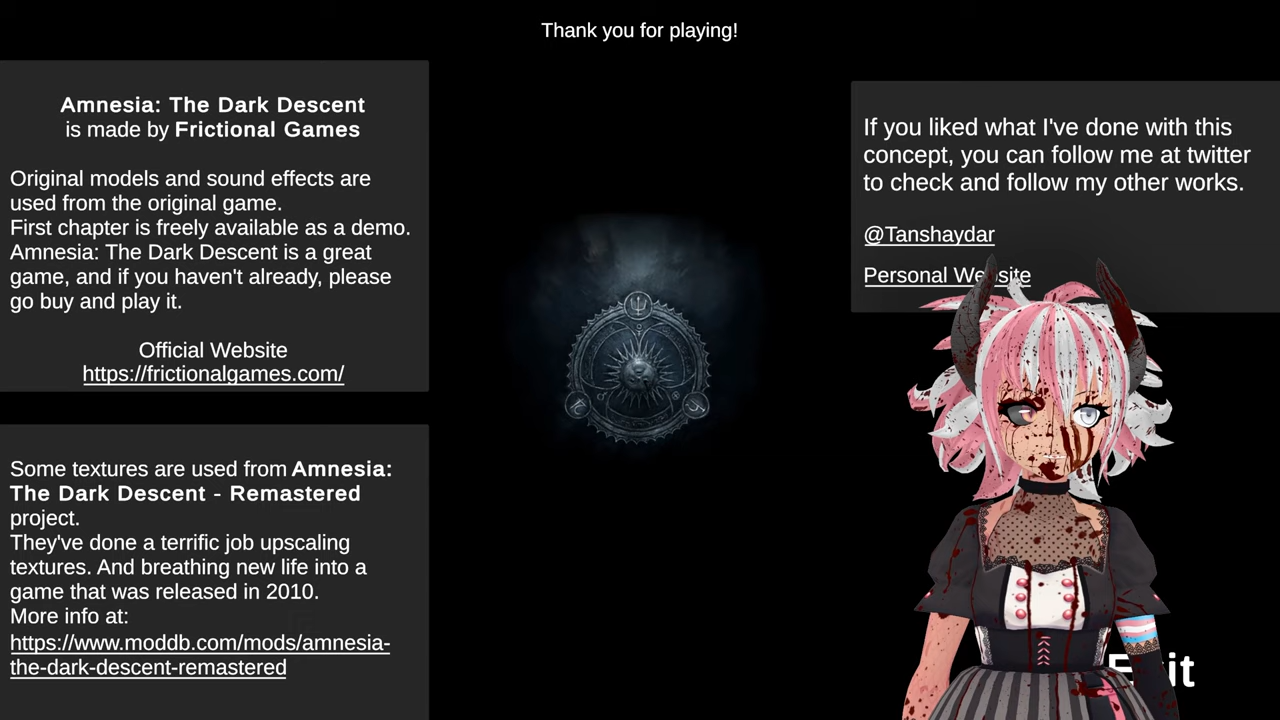 Thank you for playing!
Amnesia: The Dark Descent
is made by Frictional Games
Original models and sound effects are
used from the original game.
First chapter is freely available as a demo.
Amnesia: The Dark Descent is a great
game, and if you haven't already, please
go buy and play it.
Official Website
https://frictionalgames.com/
Some textures are used from Amnesia:
The Dark Descent - Remastered
project.
They've done a terrific job upscaling
textures. And breathing new life into a
game that was released in 2010.
More info at:
https://www.moddb.com/mods/amnesia-
the-dark-descent-remastered
If you liked what I've done with this
concept, you can follow me at twitter
to check and follow my other works.
@Tanshaydar
Personal Website
Exit